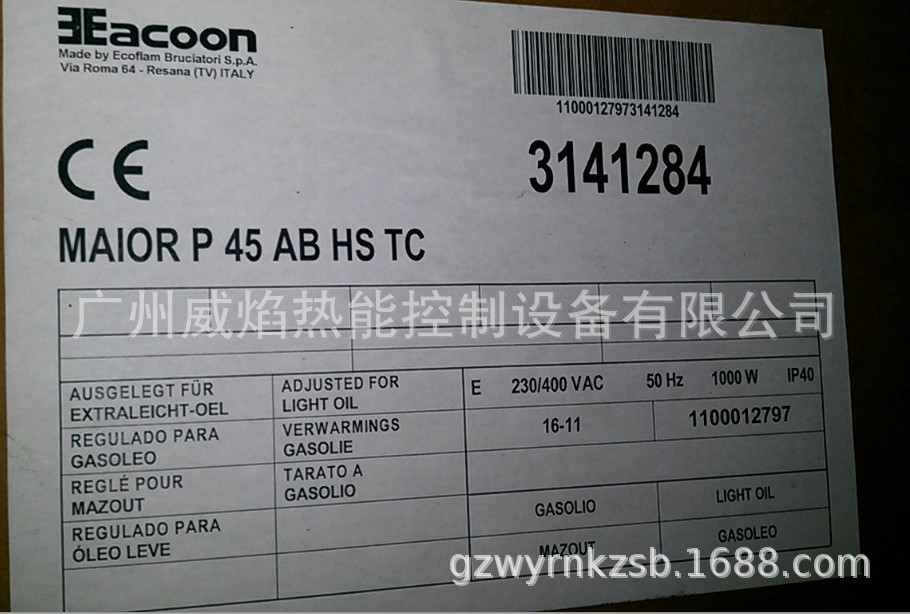 Eacoon
Made by Ecoflam Bruciatori S.p.A.
Via Roma 64 - Resana (TV) ITALY
11000127973141284
CE
3141284
MAIOR P 45 AB HS TC
广州威焰热能控制设备有限公司
AUSGELEGT FÜR
EXTRALEICHT-OEL
ADJUSTED FOR
LIGHT OIL
E 230/400 VAC 50 Hz 1000 W IP40
REGULADO PARA
GASOLEO
VERWARMINGS
GASOLIE
16-11 1100012797
REGLÉ POUR
MAZOUT
TARATO A
GASOLIO
GASOLIO LIGHT OIL
REGULADO PARA
ÓLEO LEVE
MAZOUT GASOLEO
gzwyrnkzsb.1688.com